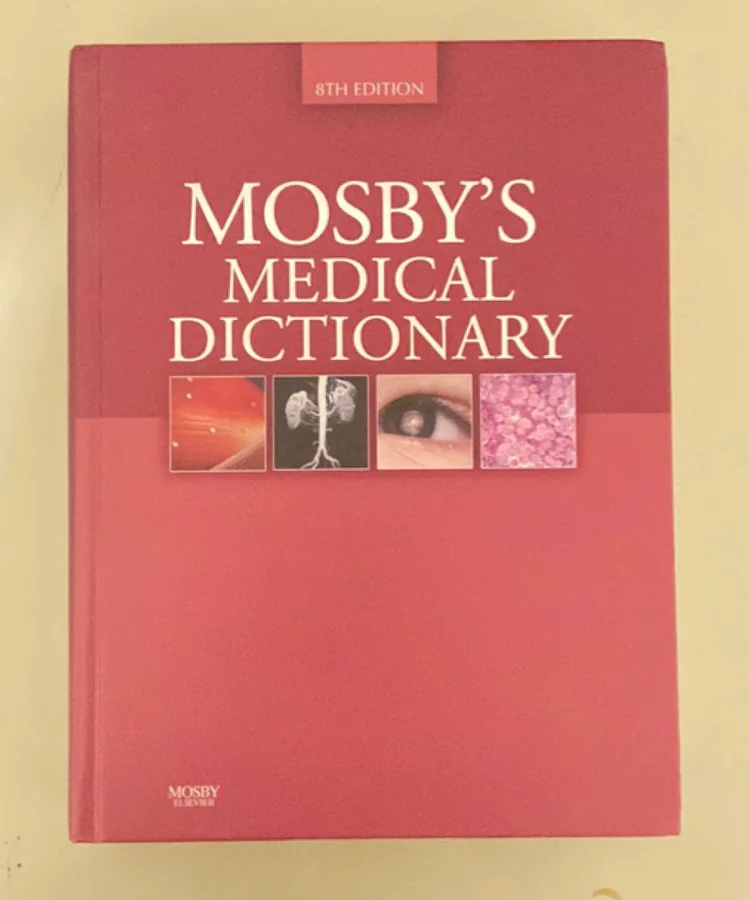 8TH EDITION
MOSBY'S
MEDICAL
DICTIONARY
MOSBY
ELSEVIER